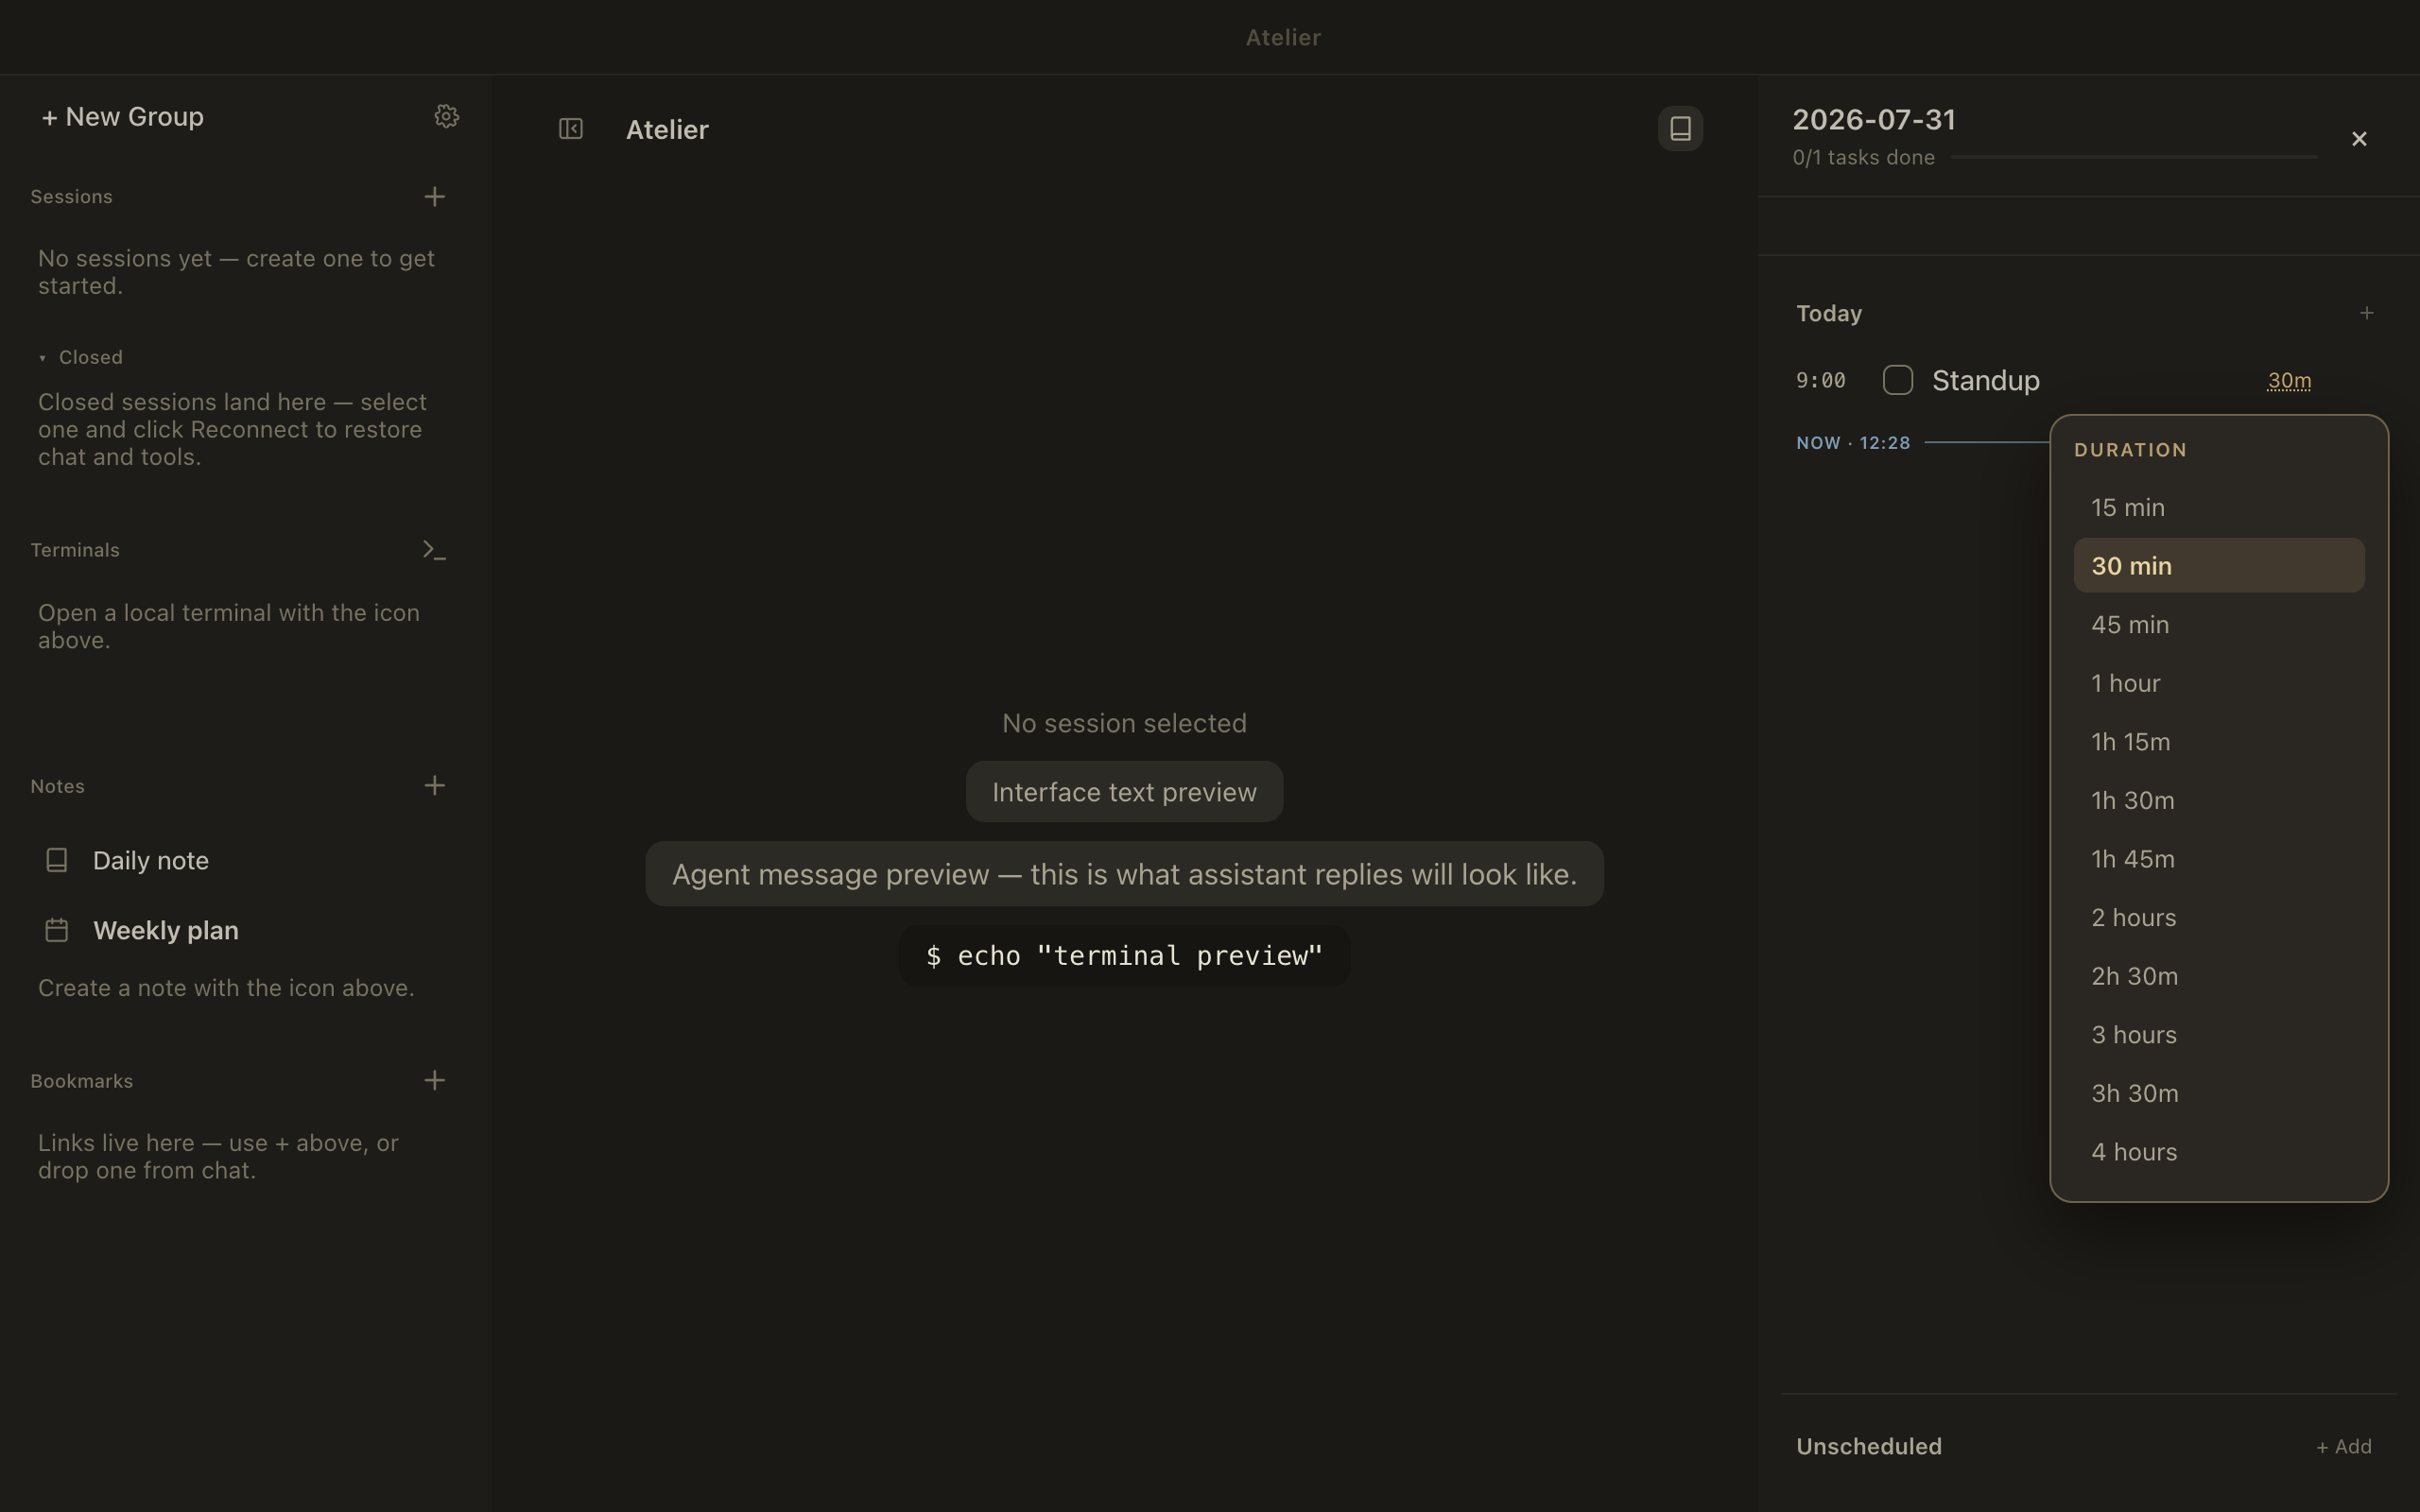 Atelier
+ New Group
Sessions
No sessions yet — create one to get
started.
▾ Closed
Closed sessions land here — select
one and click Reconnect to restore
chat and tools.
Terminals
Open a local terminal with the icon
above.
Notes
Daily note
Weekly plan
Create a note with the icon above.
Bookmarks
Links live here — use + above, or
drop one from chat.
Atelier
No session selected
Interface text preview
Agent message preview — this is what assistant replies will look like.
$ echo "terminal preview"
2026-07-31
0/1 tasks done
Today
9:00 Standup 30m
NOW · 12:28
DURATION
15 min
30 min
45 min
1 hour
1h 15m
1h 30m
1h 45m
2 hours
2h 30m
3 hours
3h 30m
4 hours
Unscheduled + Add